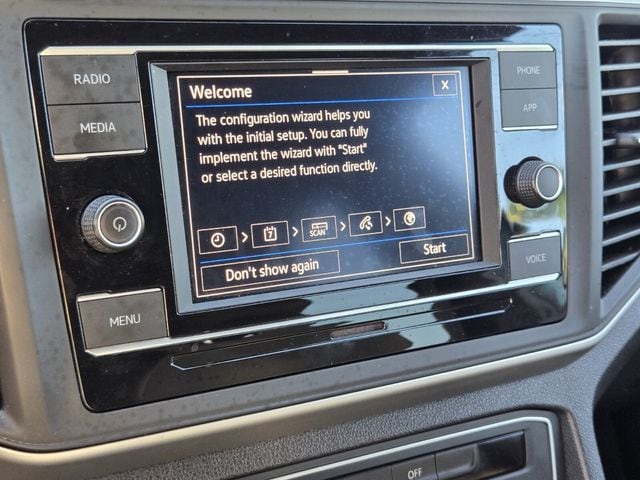 RADIO
MEDIA
MENU
PHONE
APP
VOICE
Welcome
X
The configuration wizard helps you
with the initial setup. You can fully
implement the wizard with "Start"
or select a desired function directly.
7
SCAN
Don't show again
Start
OFF